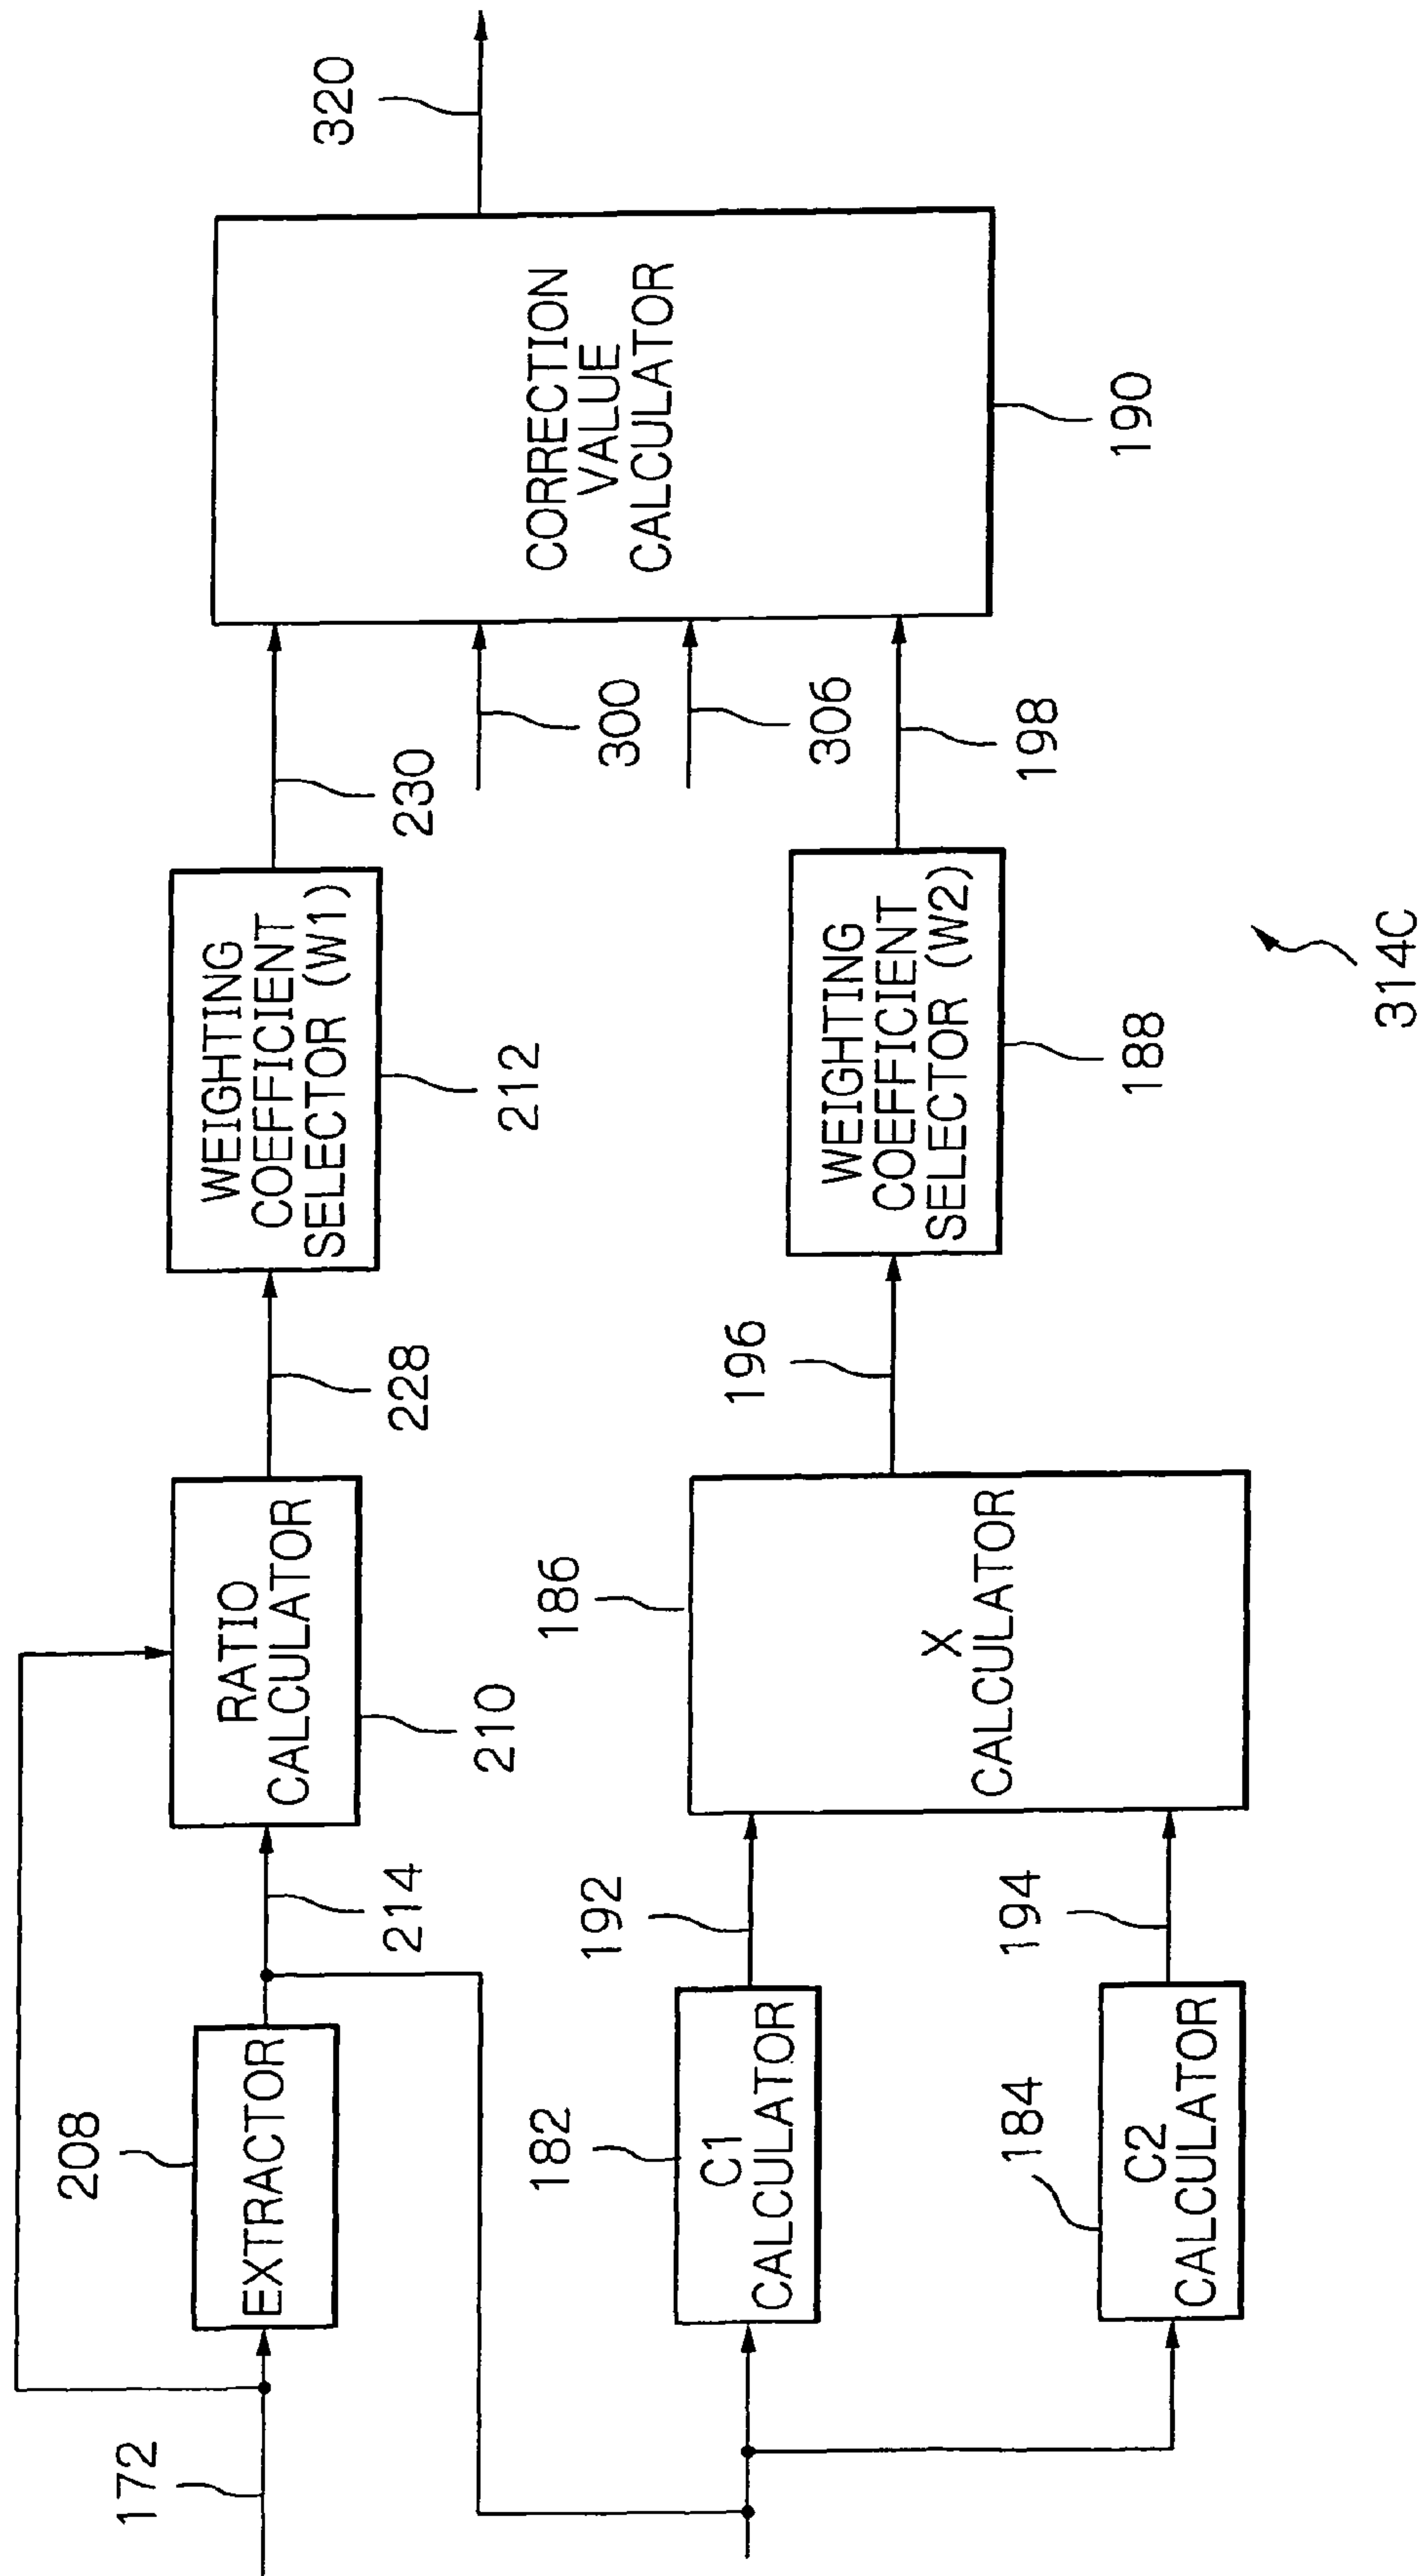 172
208
EXTRACTOR
214
RATIO
CALCULATOR
210
228
WEIGHTING
COEFFICIENT
SELECTOR (W1)
212
230
300
306
CORRECTION
VALUE
CALCULATOR
190
320
182
C1
CALCULATOR
192
184
C2
CALCULATOR
194
186
X
CALCULATOR
196
WEIGHTING
COEFFICIENT
SELECTOR (W2)
188
198
314C